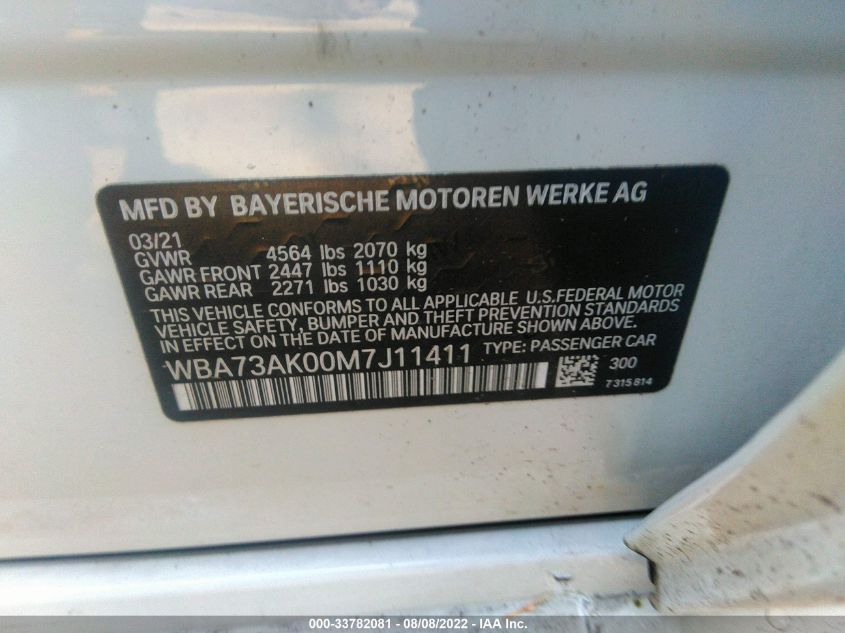 MFD BY BAYERISCHE MOTOREN WERKE AG
03/21
GVWR 4564 lbs 2070 kg
GAWR FRONT 2447 lbs 1110 kg
GAWR REAR 2271 lbs 1030 kg
THIS VEHICLE CONFORMS TO ALL APPLICABLE U.S.FEDERAL MOTOR
VEHICLE SAFETY, BUMPER AND THEFT PREVENTION STANDARDS
IN EFFECT ON THE DATE OF MANUFACTURE SHOWN ABOVE.
WBA73AK00M7J11411 TYPE: PASSENGER CAR
300
7 315 814
000-33782081 - 08/08/2022 - IAA Inc.